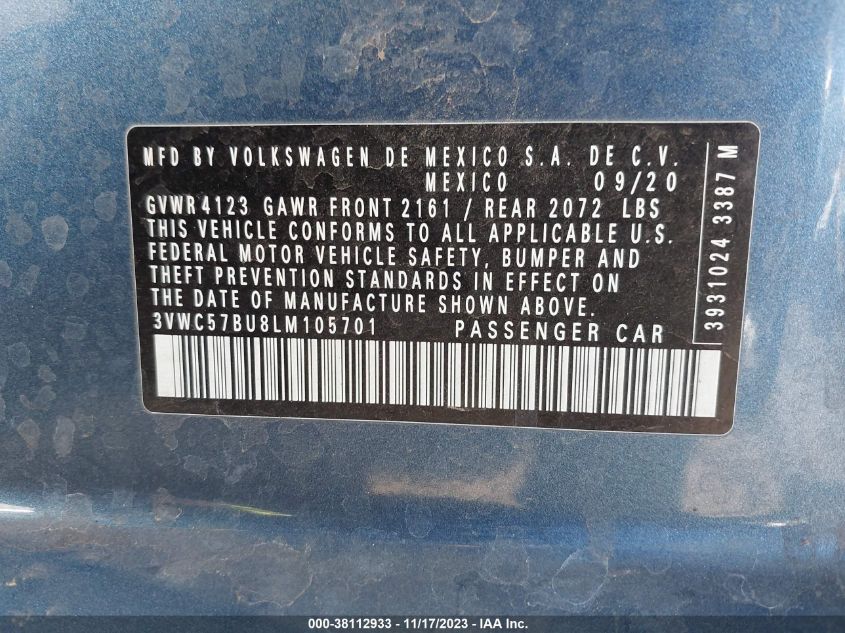 MFD BY VOLKSWAGEN DE MEXICO S.A. DE C.V.
MEXICO 09/20
GVWR 4123 GAWR FRONT 2161 / REAR 2072 LBS
THIS VEHICLE CONFORMS TO ALL APPLICABLE U.S.
FEDERAL MOTOR VEHICLE SAFETY, BUMPER AND
THEFT PREVENTION STANDARDS IN EFFECT ON
THE DATE OF MANUFACTURE SHOWN ABOVE.
3VWC57BU8LM105701 PASSENGER CAR
3931024 3387 M
000-38112933 - 11/17/2023 - IAA Inc.